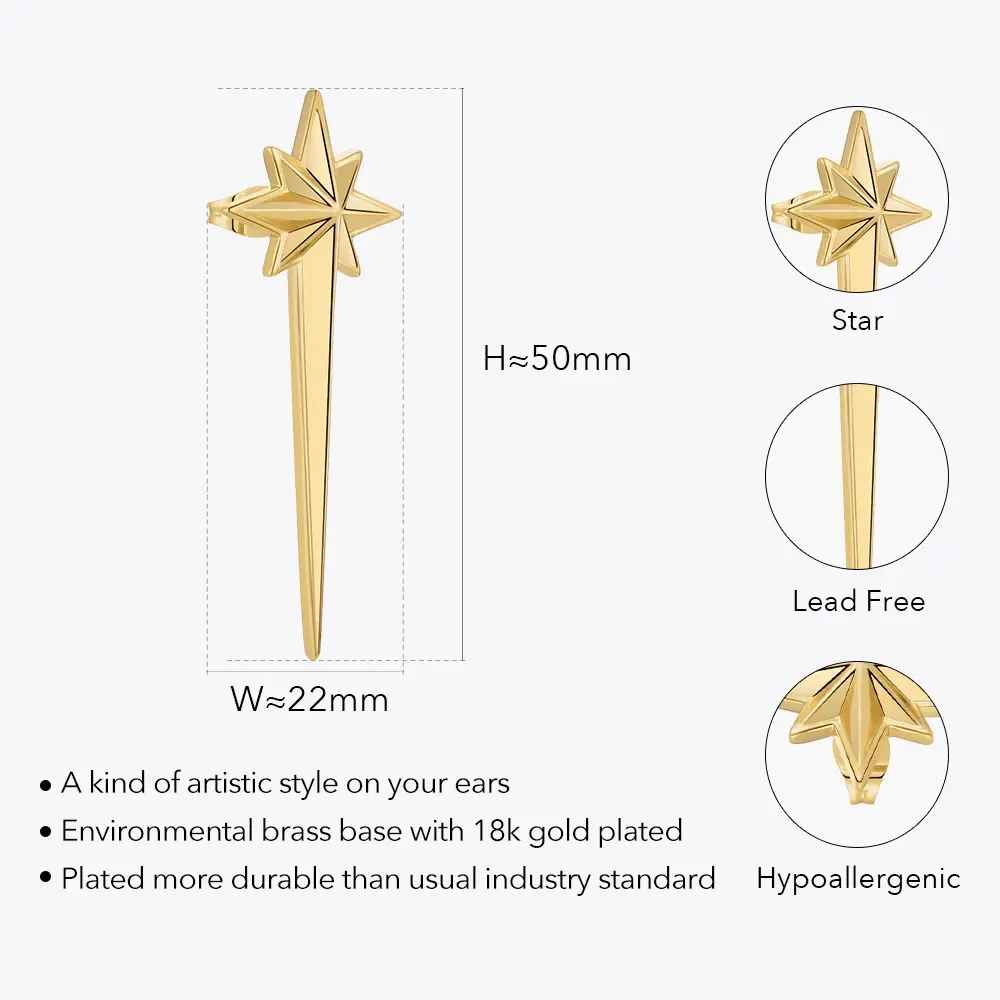 H≈50mm
W≈22mm
Star
Lead Free
Hypoallergenic
• A kind of artistic style on your ears
• Environmental brass base with 18k gold plated
• Plated more durable than usual industry standard